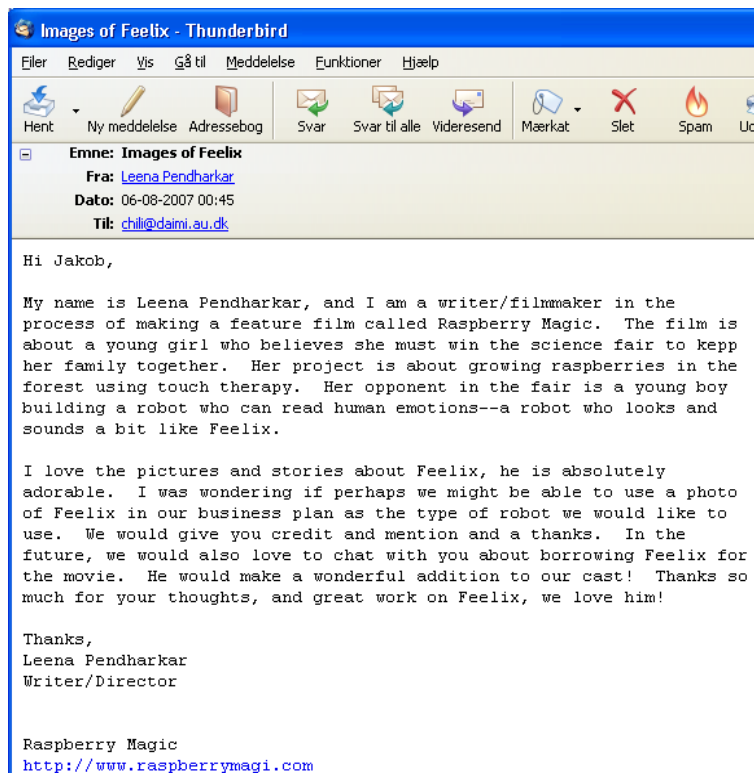 Images of Feelix - Thunderbird
Filer Rediger Vis Gå til Meddelelse Funktioner Hjælp
Hent Ny meddelelse Adressebog Svar Svar til alle Videresend Mærkat Slet Spam
Emne: Images of Feelix
Fra: Leena Pendharkar
Dato: 06-08-2007 00:45
Til: chili@daimi.au.dk
Hi Jakob,
My name is Leena Pendharkar, and I am a writer/filmmaker in the
process of making a feature film called Raspberry Magic. The film is
about a young girl who believes she must win the science fair to kepp
her family together. Her project is about growing raspberries in the
forest using touch therapy. Her opponent in the fair is a young boy
building a robot who can read human emotions--a robot who looks and
sounds a bit like Feelix.
I love the pictures and stories about Feelix, he is absolutely
adorable. I was wondering if perhaps we might be able to use a photo
of Feelix in our business plan as the type of robot we would like to
use. We would give you credit and mention and a thanks. In the
future, we would also love to chat with you about borrowing Feelix for
the movie. He would make a wonderful addition to our cast! Thanks so
much for your thoughts, and great work on Feelix, we love him!
Thanks,
Leena Pendharkar
Writer/Director
Raspberry Magic
http://www.raspberrymagi.com